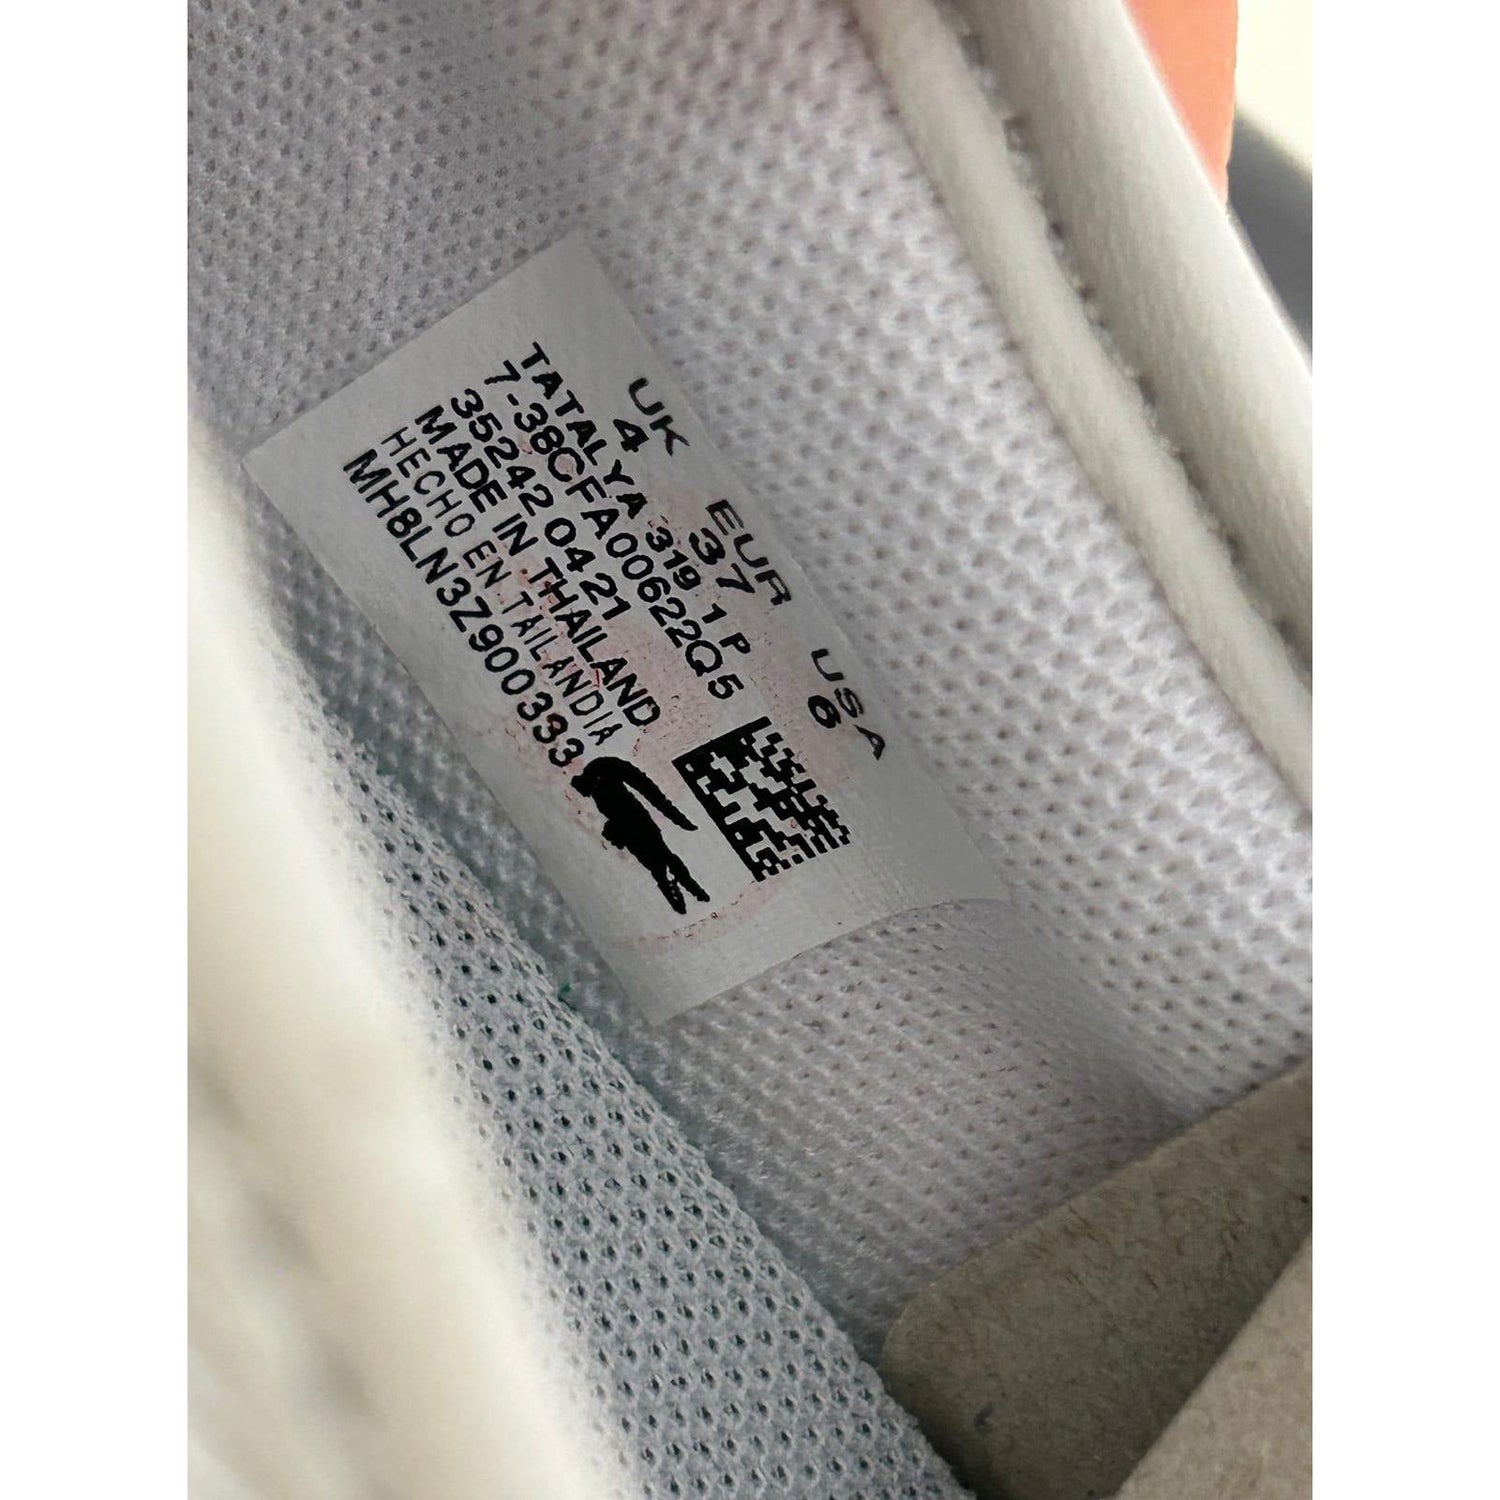 UK EUR USA
4 37 6
TATALYA 319 1 P
7-38CFA00622Q5
35242 04 21
MADE IN THAILAND
HECHO EN TAILANDIA
MH8LN3Z900333